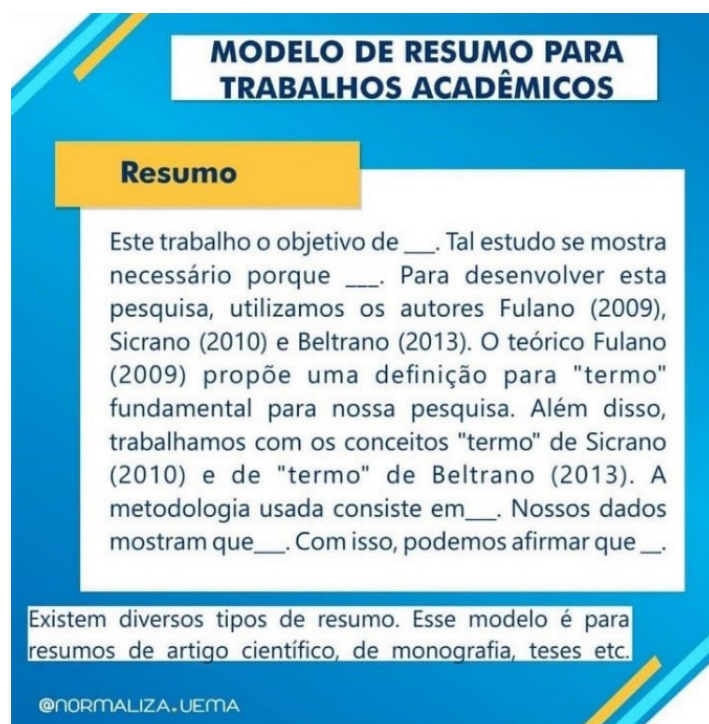 MODELO DE RESUMO PARA
TRABALHOS ACADÊMICOS
Resumo
Este trabalho o objetivo de ___. Tal estudo se mostra
necessário porque ___. Para desenvolver esta
pesquisa, utilizamos os autores Fulano (2009),
Sicrano (2010) e Beltrano (2013). O teórico Fulano
(2009) propõe uma definição para "termo"
fundamental para nossa pesquisa. Além disso,
trabalhamos com os conceitos "termo" de Sicrano
(2010) e de "termo" de Beltrano (2013). A
metodologia usada consiste em___. Nossos dados
mostram que___. Com isso, podemos afirmar que __.
Existem diversos tipos de resumo. Esse modelo é para
resumos de artigo científico, de monografia, teses etc.
@NORMALIZA.UEMA